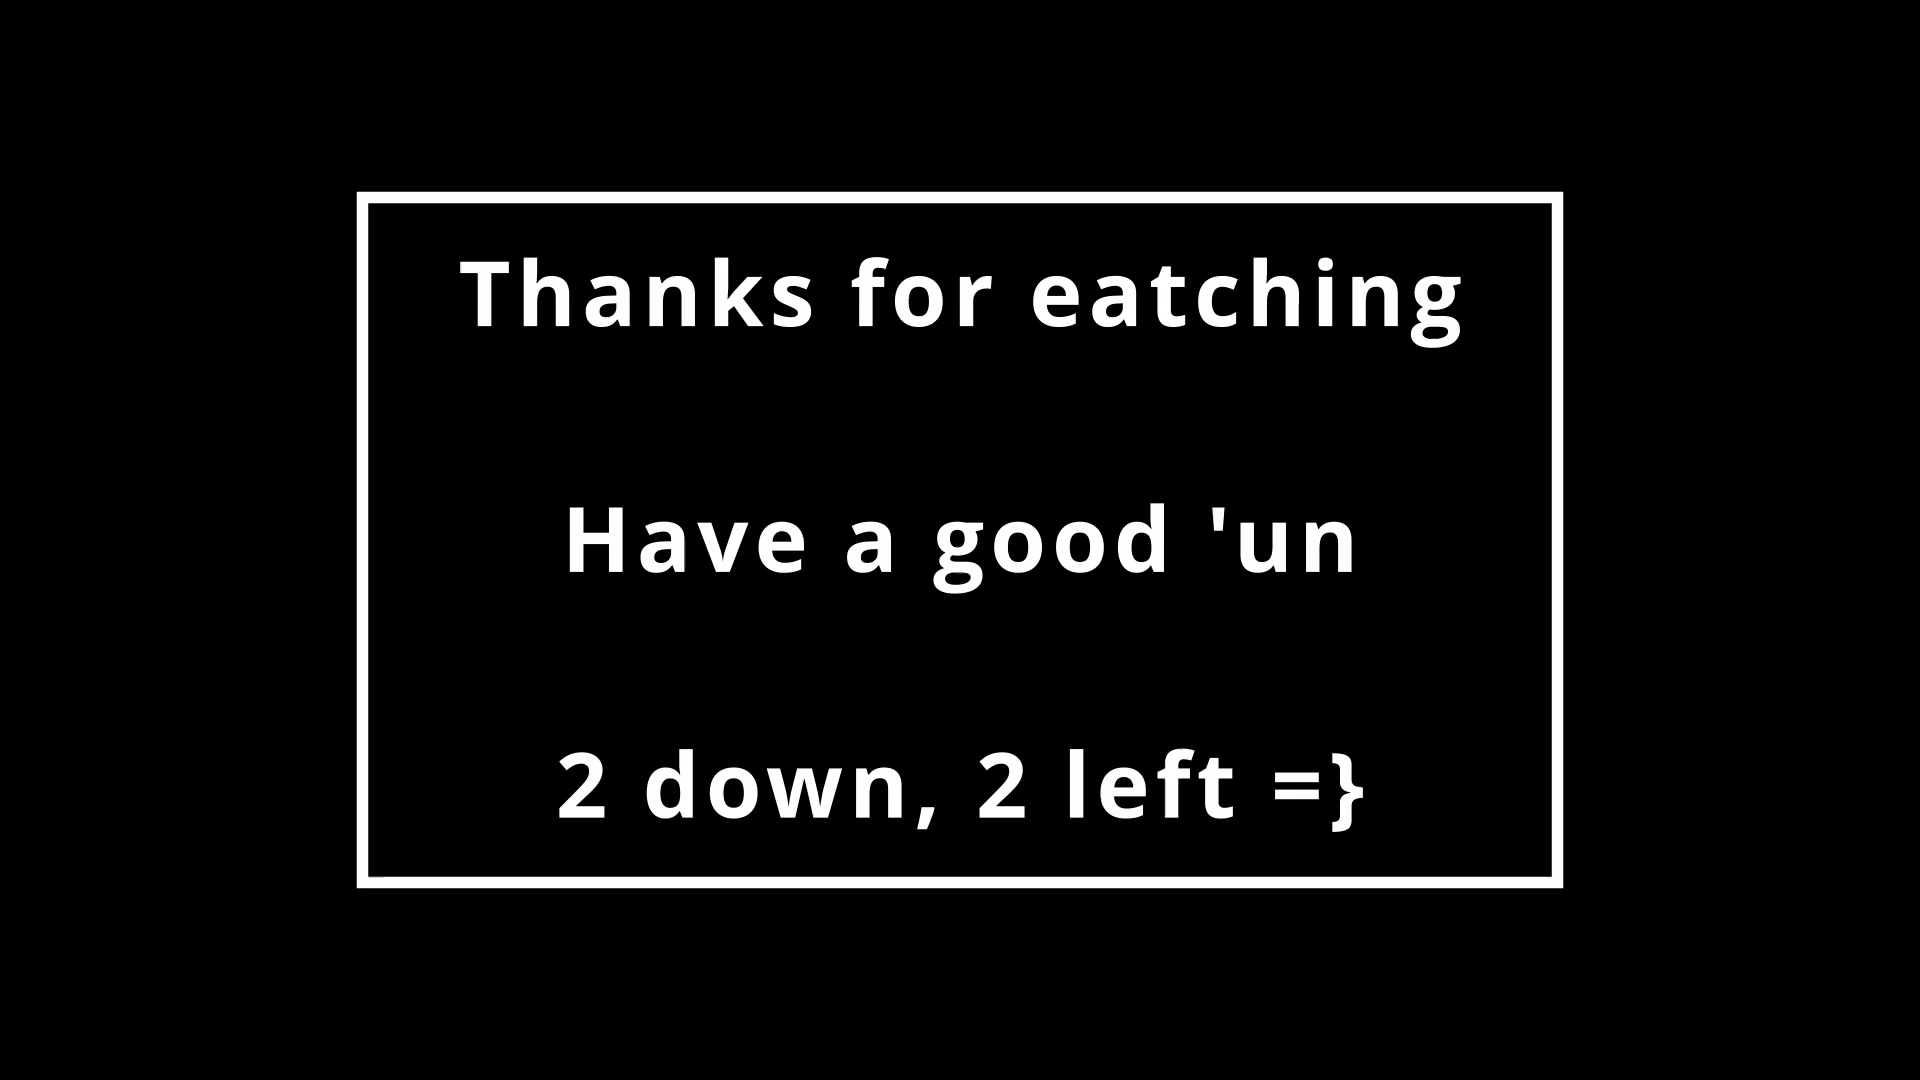 Thanks for eatching
Have a good 'un
2 down, 2 left =}